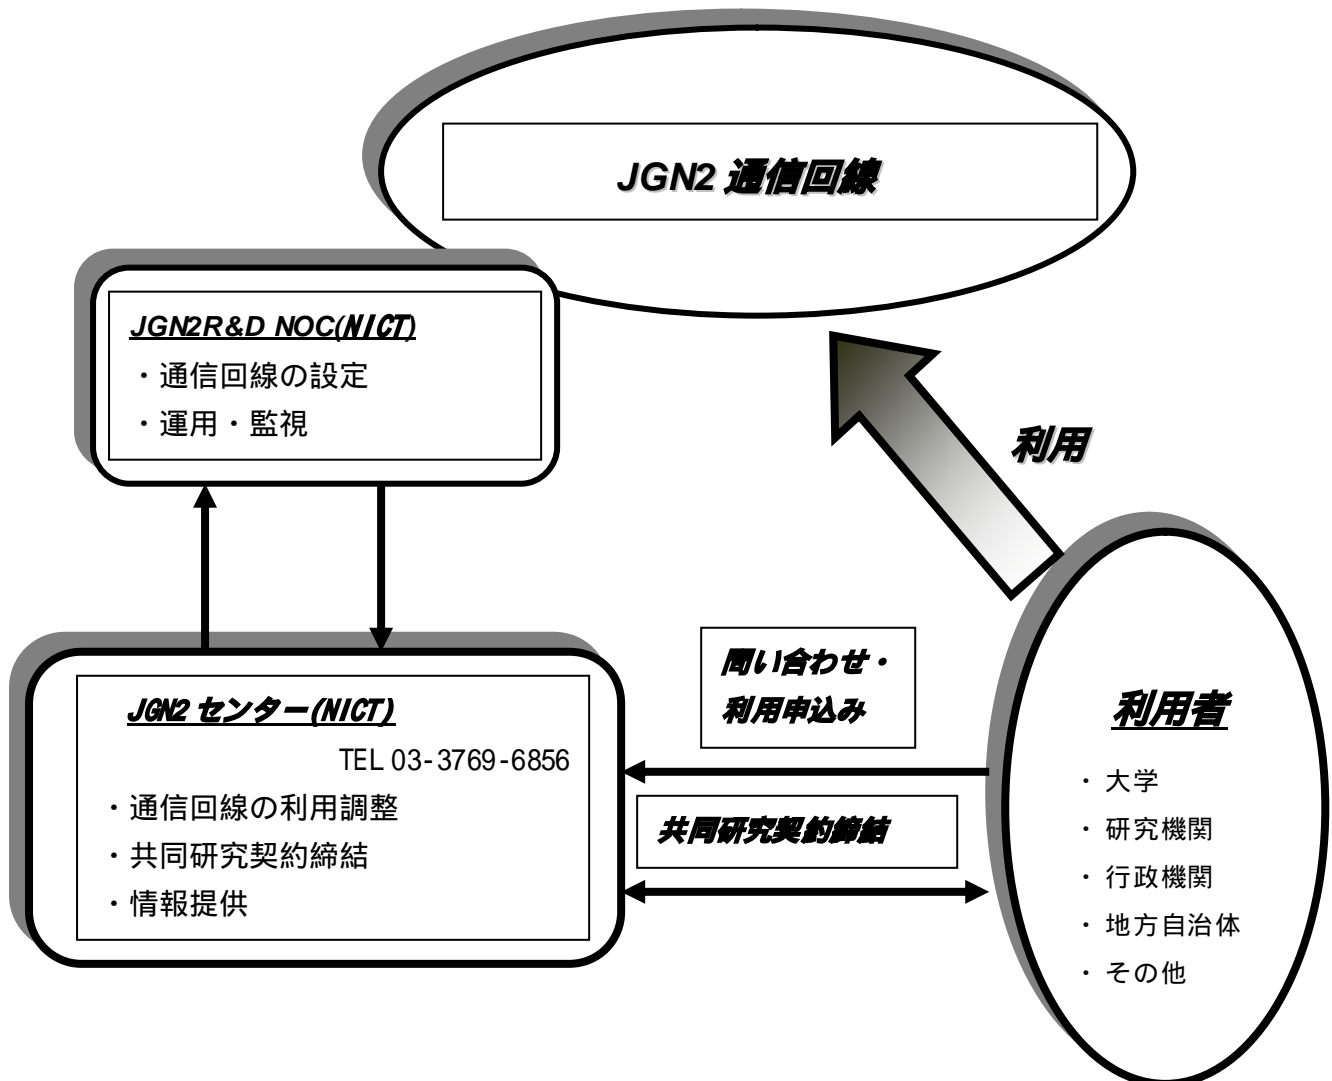 JGN2 通信回線
JGN2R&D NOC(NICT)
・通信回線の設定
・運用・監視
利用
問い合わせ・
利用申込み
JGN2 センター(NICT)
TEL 03-3769-6856
・通信回線の利用調整
・共同研究契約締結
・情報提供
共同研究契約締結
利用者
・ 大学
・ 研究機関
・ 行政機関
・ 地方自治体
・ その他